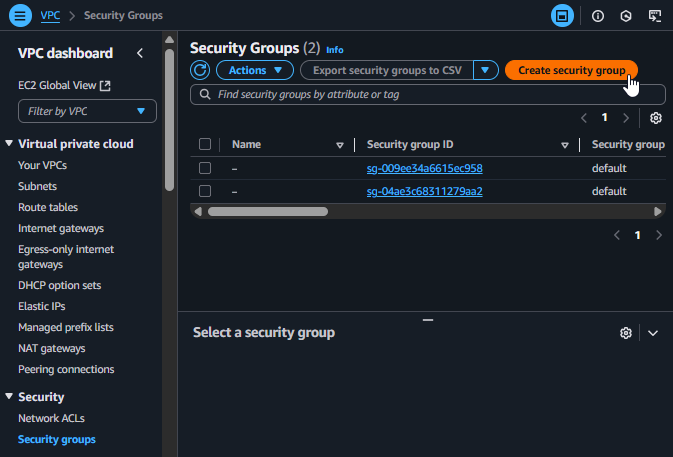 VPC > Security Groups
VPC dashboard
EC2 Global View
Filter by VPC
Virtual private cloud
Your VPCs
Subnets
Route tables
Internet gateways
Egress-only internet
gateways
DHCP option sets
Elastic IPs
Managed prefix lists
NAT gateways
Peering connections
Security
Network ACLs
Security groups
Security Groups (2) Info
Actions
Export security groups to CSV
Create security group
Find security groups by attribute or tag
1
Name
Security group ID
Security group
–
sg-009ee34a6615ec958
default
–
sg-04ae3c68311279aa2
default
1
Select a security group